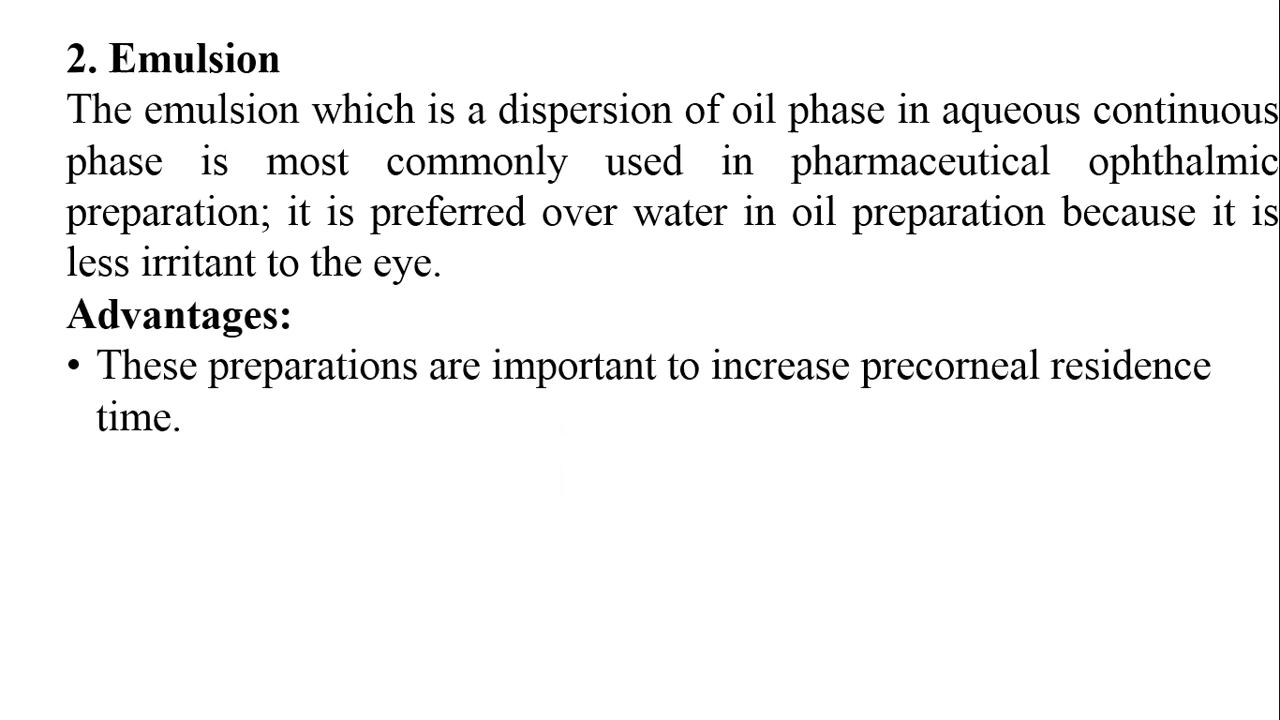 2. Emulsion
The emulsion which is a dispersion of oil phase in aqueous continuous
phase is most commonly used in pharmaceutical ophthalmic
preparation; it is preferred over water in oil preparation because it is
less irritant to the eye.
Advantages:
• These preparations are important to increase precorneal residence
time.